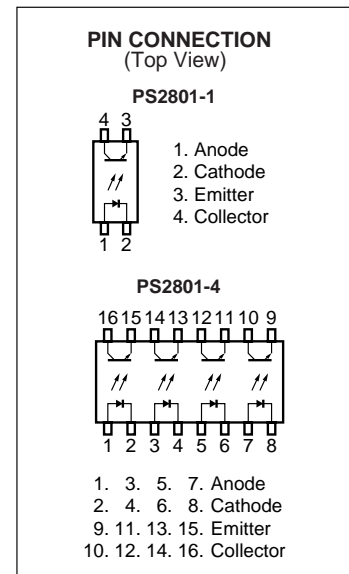 PIN CONNECTION
(Top View)
PS2801-1
4 3
1. Anode
2. Cathode
3. Emitter
4. Collector
1 2
PS2801-4
16 15 14 13 12 11 10 9
1 2 3 4 5 6 7 8
1. 3. 5. 7. Anode
2. 4. 6. 8. Cathode
9. 11. 13. 15. Emitter
10. 12. 14. 16. Collector